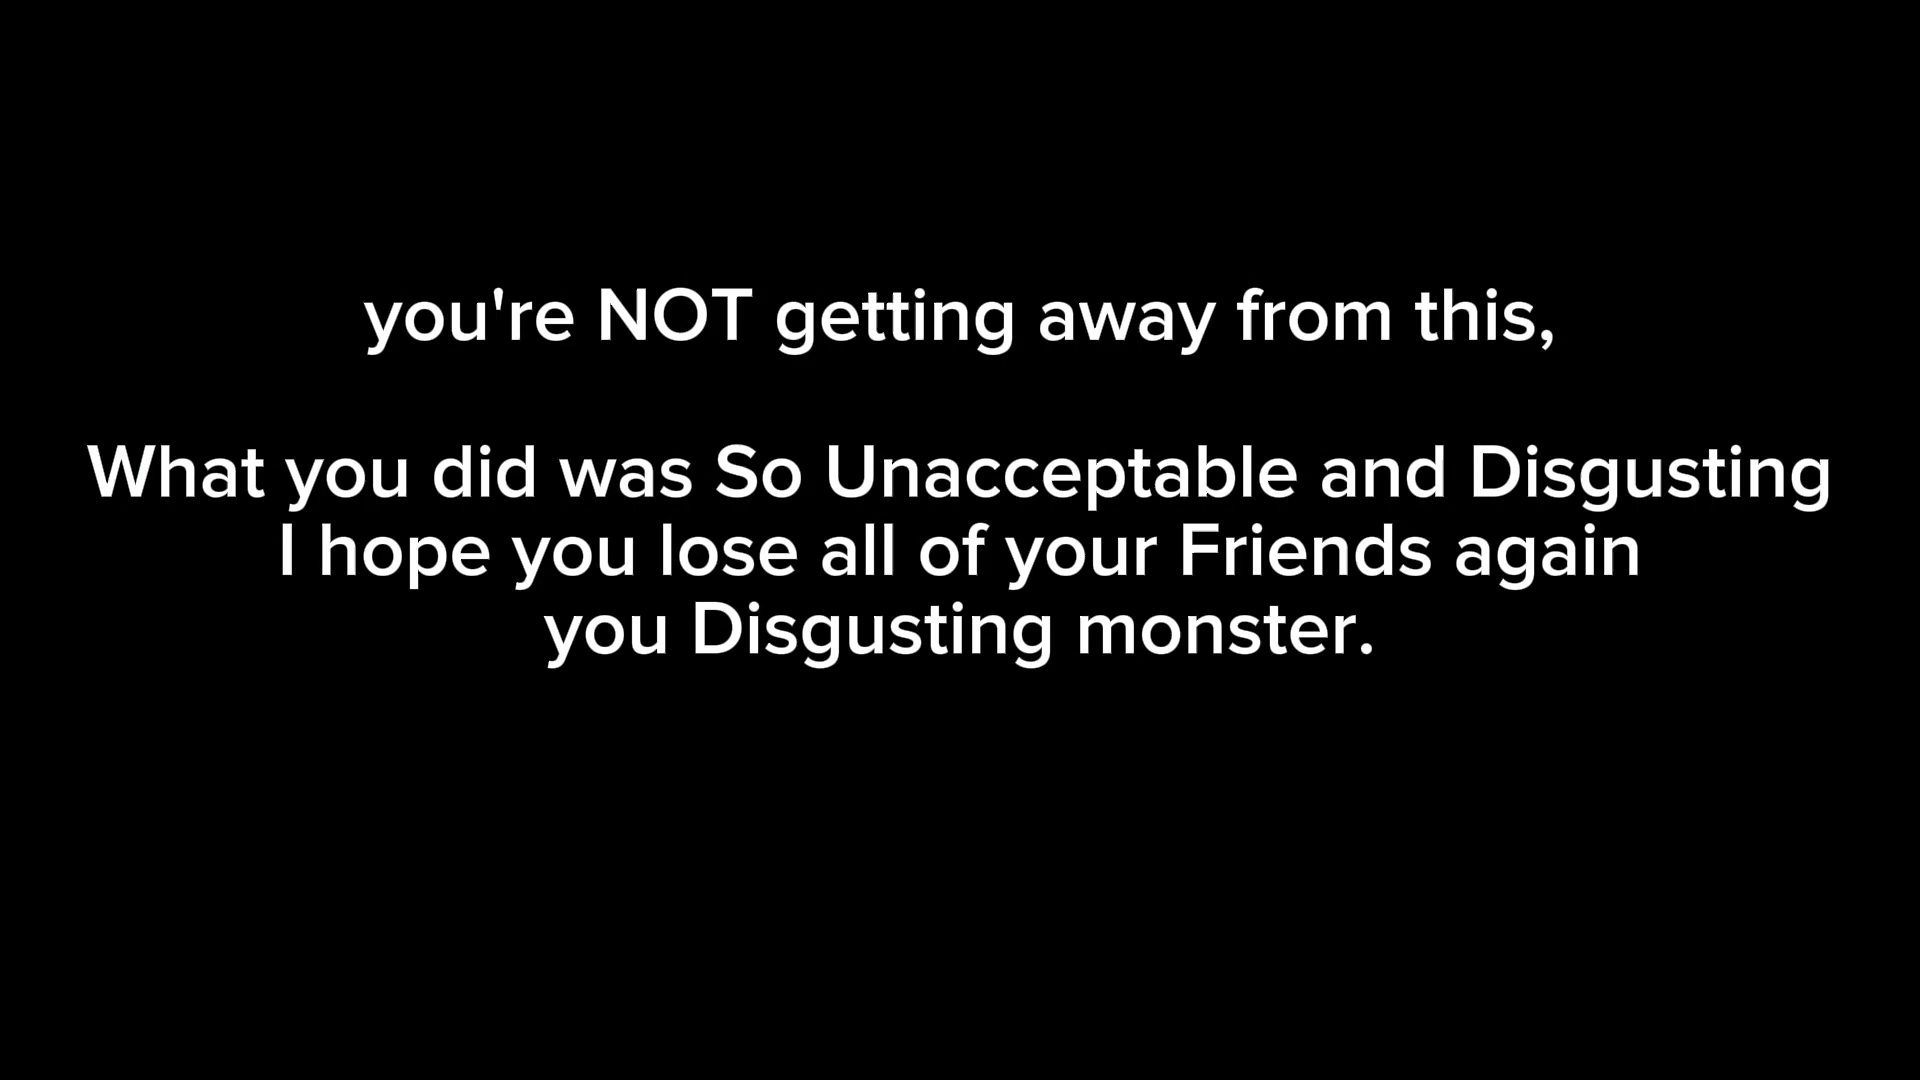 you're NOT getting away from this,
What you did was So Unacceptable and Disgusting
I hope you lose all of your Friends again
you Disgusting monster.